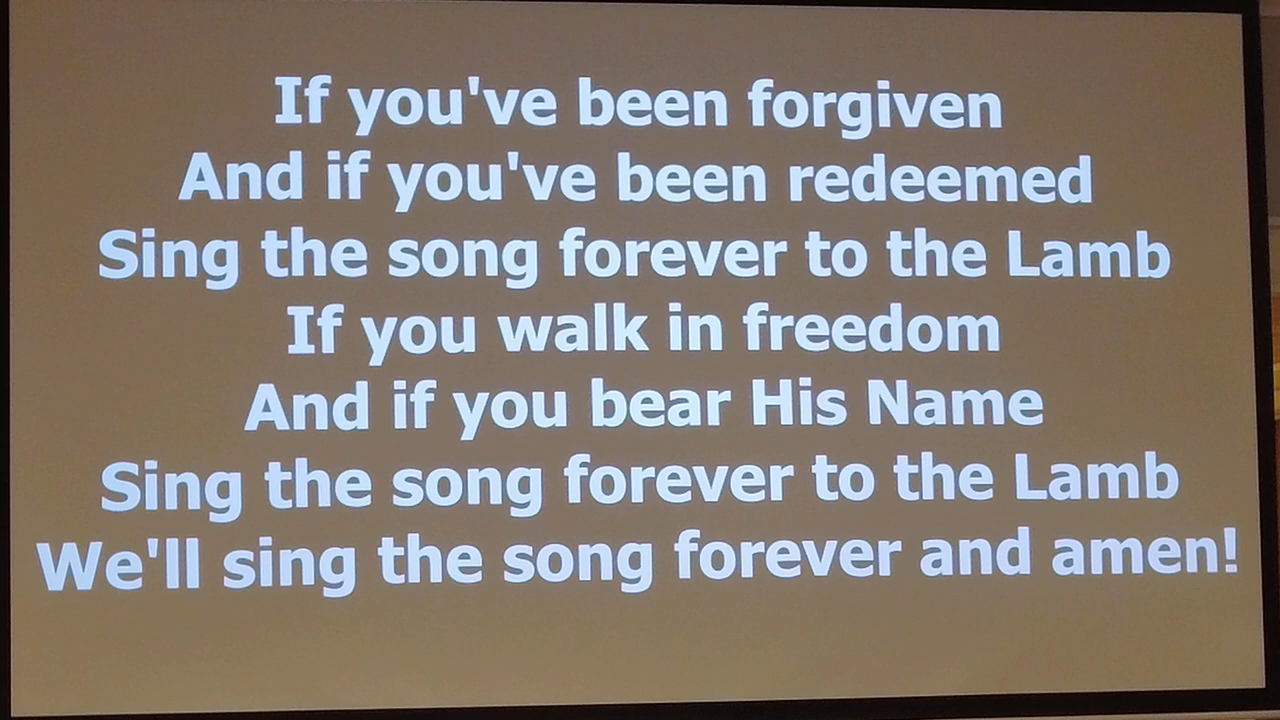 If you've been forgiven
And if you've been redeemed
Sing the song forever to the Lamb
If you walk in freedom
And if you bear His Name
Sing the song forever to the Lamb
We'll sing the song forever and amen!